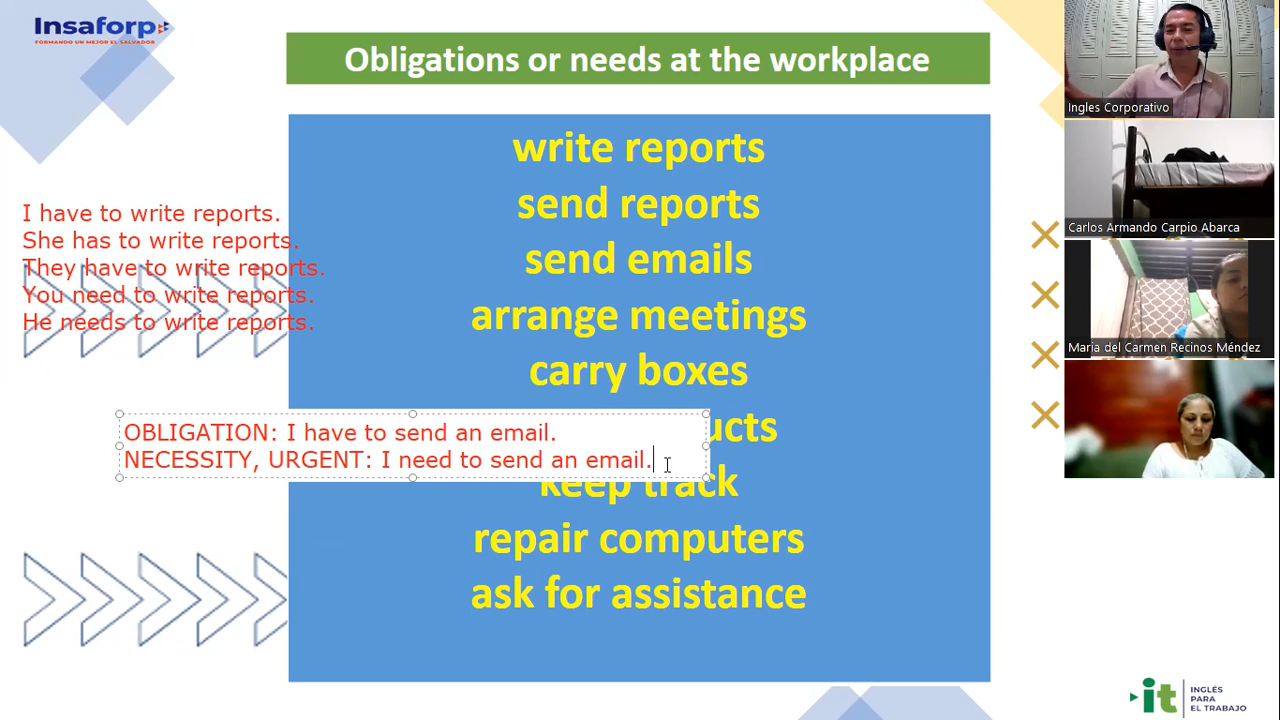 Insaforp
FORMANDO UN MEJOR EL SALVADOR
Obligations or needs at the workplace
write reports
send reports
send emails
arrange meetings
carry boxes
ucts
keep track
repair computers
ask for assistance
I have to write reports.
She has to write reports.
They have to write reports.
You need to write reports.
He needs to write reports.
OBLIGATION: I have to send an email.
NECESSITY, URGENT: I need to send an email.
Ingles Corporativo
Carlos Armando Carpio Abarca
Maria del Carmen Recinos Méndez
it
INGLÉS
PARA
EL TRABAJO